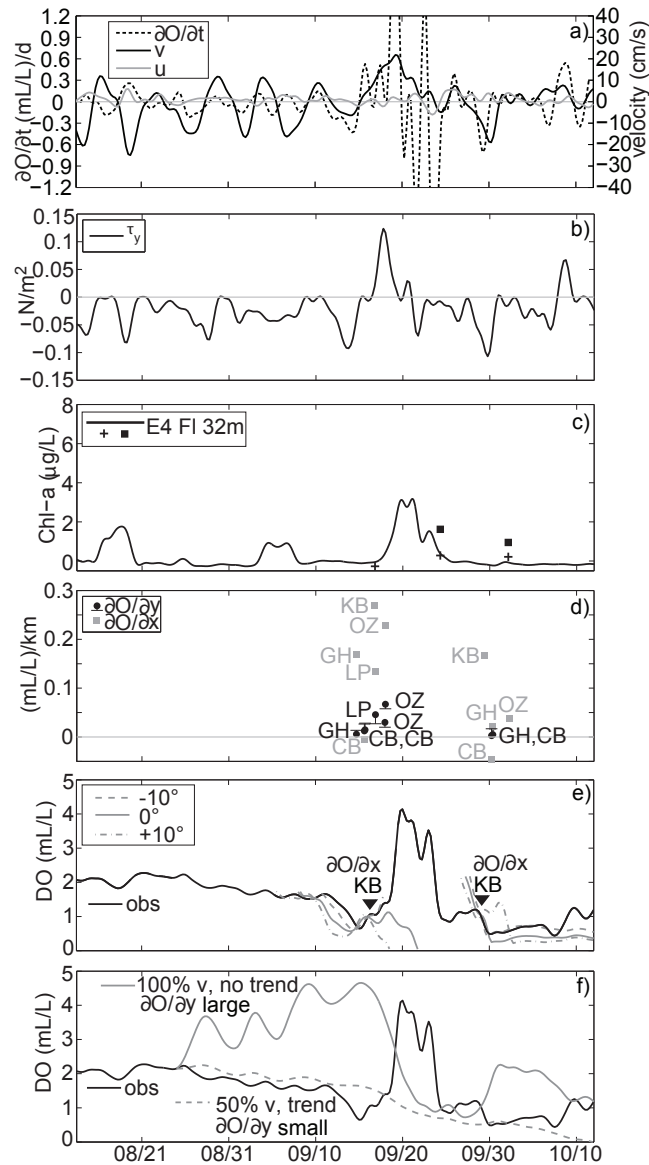 a)
∂O/∂t
v
u
1.2
0.9
0.6
0.3
0
−0.3
−0.6
−0.9
−1.2
∂O/∂t (mL/L)/d
40
30
20
10
0
−10
−20
−30
−40
velocity (cm/s)
b)
τy
0.15
0.1
0.05
0
−0.05
−0.1
−0.15
N/m²
c)
E4 Fl 32m
8
6
4
2
0
Chl−a (μg/L)
d)
∂O/∂y
∂O/∂x
0.3
0.2
0.1
0
(mL/L)/km
KB
OZ
GH
LP
KB
LP
OZ
OZ
GH
OZ
GH
CB
CB,CB
GH,CB
CB
e)
-10°
0°
+10°
5
4
3
2
1
0
DO (mL/L)
obs
∂O/∂x
KB
∂O/∂x
KB
f)
100% v, no trend
∂O/∂y large
5
4
3
2
1
0
DO (mL/L)
obs
50% v, trend
∂O/∂y small
08/21 08/31 09/10 09/20 09/30 10/10